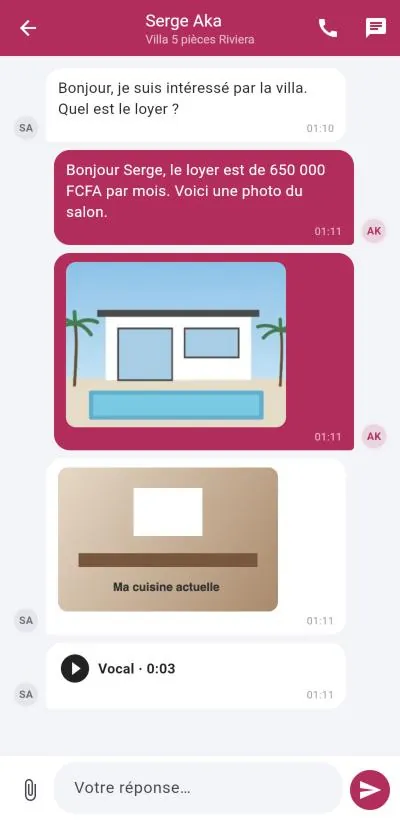 Serge Aka
Villa 5 pièces Riviera
Bonjour, je suis intéressé par la villa.
Quel est le loyer ?
01:10
SA
Bonjour Serge, le loyer est de 650 000
FCFA par mois. Voici une photo du
salon.
01:11
AK
01:11
AK
Ma cuisine actuelle
01:11
SA
Vocal · 0:03
01:11
SA
Votre réponse…